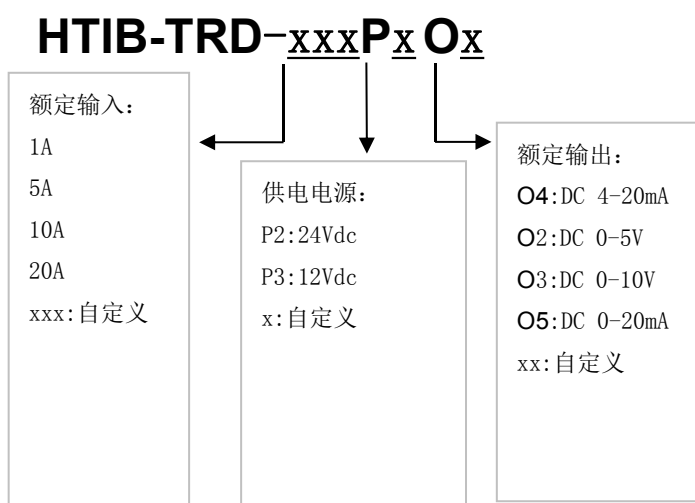 HTIB-TRD-xxxPxOx
额定输入：
1A
5A
10A
20A
xxx:自定义
供电电源：
P2:24Vdc
P3:12Vdc
x:自定义
额定输出：
O4:DC 4-20mA
O2:DC 0-5V
O3:DC 0-10V
O5:DC 0-20mA
xx:自定义